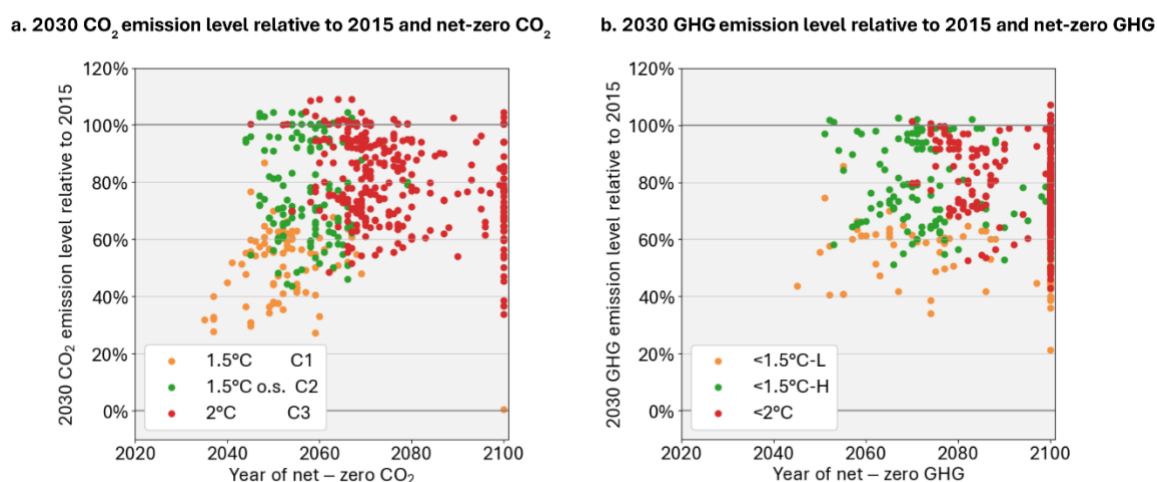 a. 2030 CO₂ emission level relative to 2015 and net-zero CO₂
2030 CO₂ emission level relative to 2015
120%
100%
80%
60%
40%
20%
0%
1.5°C C1
1.5°C o.s. C2
2°C C3
2020 2040 2060 2080 2100
Year of net – zero CO₂
b. 2030 GHG emission level relative to 2015 and net-zero GHG
2030 GHG emission level relative to 2015
120%
100%
80%
60%
40%
20%
0%
<1.5°C-L
<1.5°C-H
<2°C
2020 2040 2060 2080 2100
Year of net – zero GHG